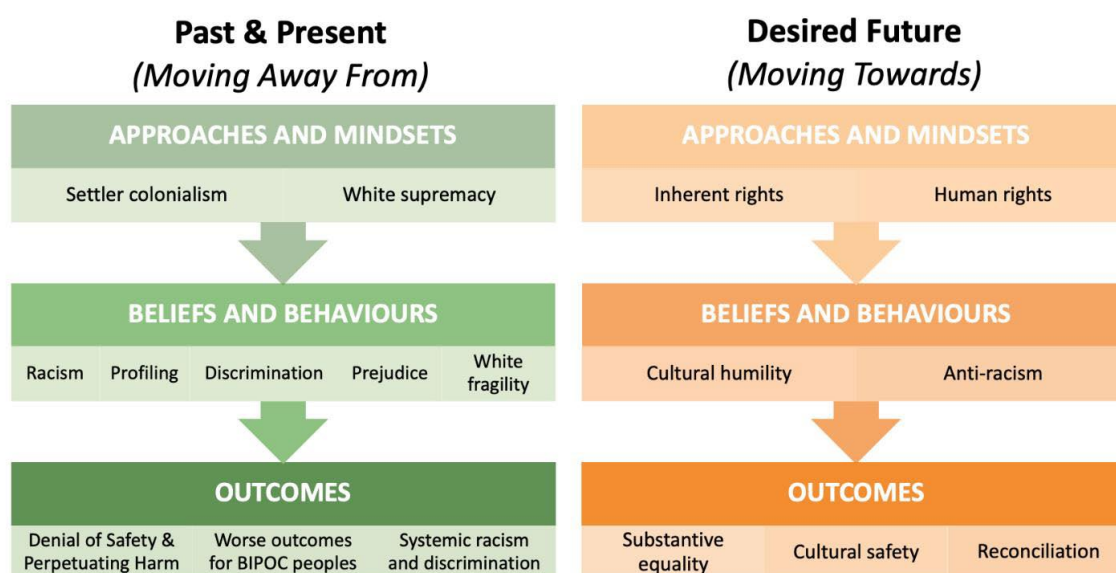 Past & Present
(Moving Away From)
APPROACHES AND MINDSETS
Settler colonialism
White supremacy
BELIEFS AND BEHAVIOURS
Racism
Profiling
Discrimination
Prejudice
White
fragility
OUTCOMES
Denial of Safety &
Perpetuating Harm
Worse outcomes
for BIPOC peoples
Systemic racism
and discrimination
Desired Future
(Moving Towards)
APPROACHES AND MINDSETS
Inherent rights
Human rights
BELIEFS AND BEHAVIOURS
Cultural humility
Anti-racism
OUTCOMES
Substantive
equality
Cultural safety
Reconciliation